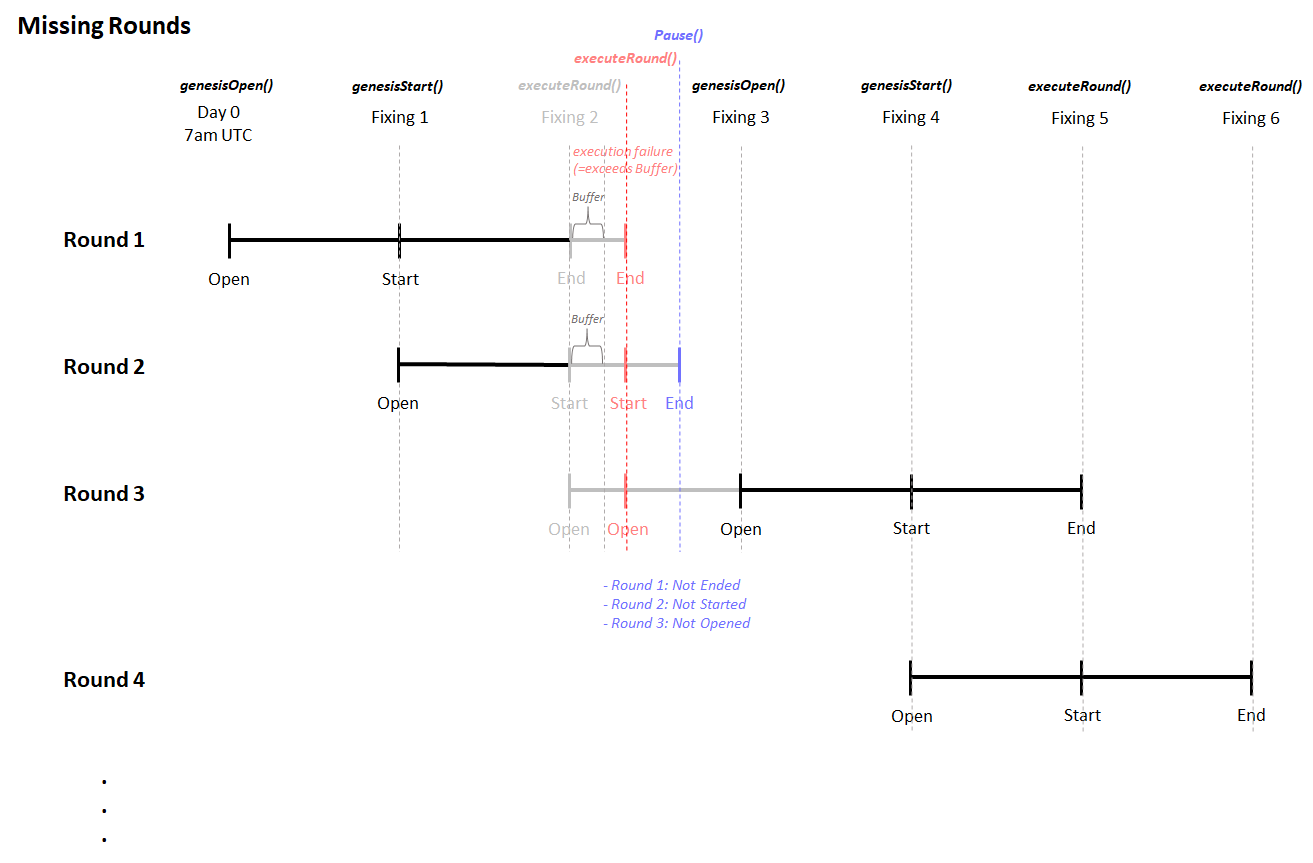 Missing Rounds
Pause()
executeRound()
genesisOpen()
genesisStart()
executeRound()
genesisOpen()
genesisStart()
executeRound()
executeRound()
Day 0
7am UTC
Fixing 1
Fixing 2
Fixing 3
Fixing 4
Fixing 5
Fixing 6
execution failure
(=exceeds Buffer)
Buffer
Round 1
Open
Start
End
End
Buffer
Round 2
Open
Start
Start
End
Round 3
Open
Open
Open
Start
End
- Round 1: Not Ended
- Round 2: Not Started
- Round 3: Not Opened
Round 4
Open
Start
End